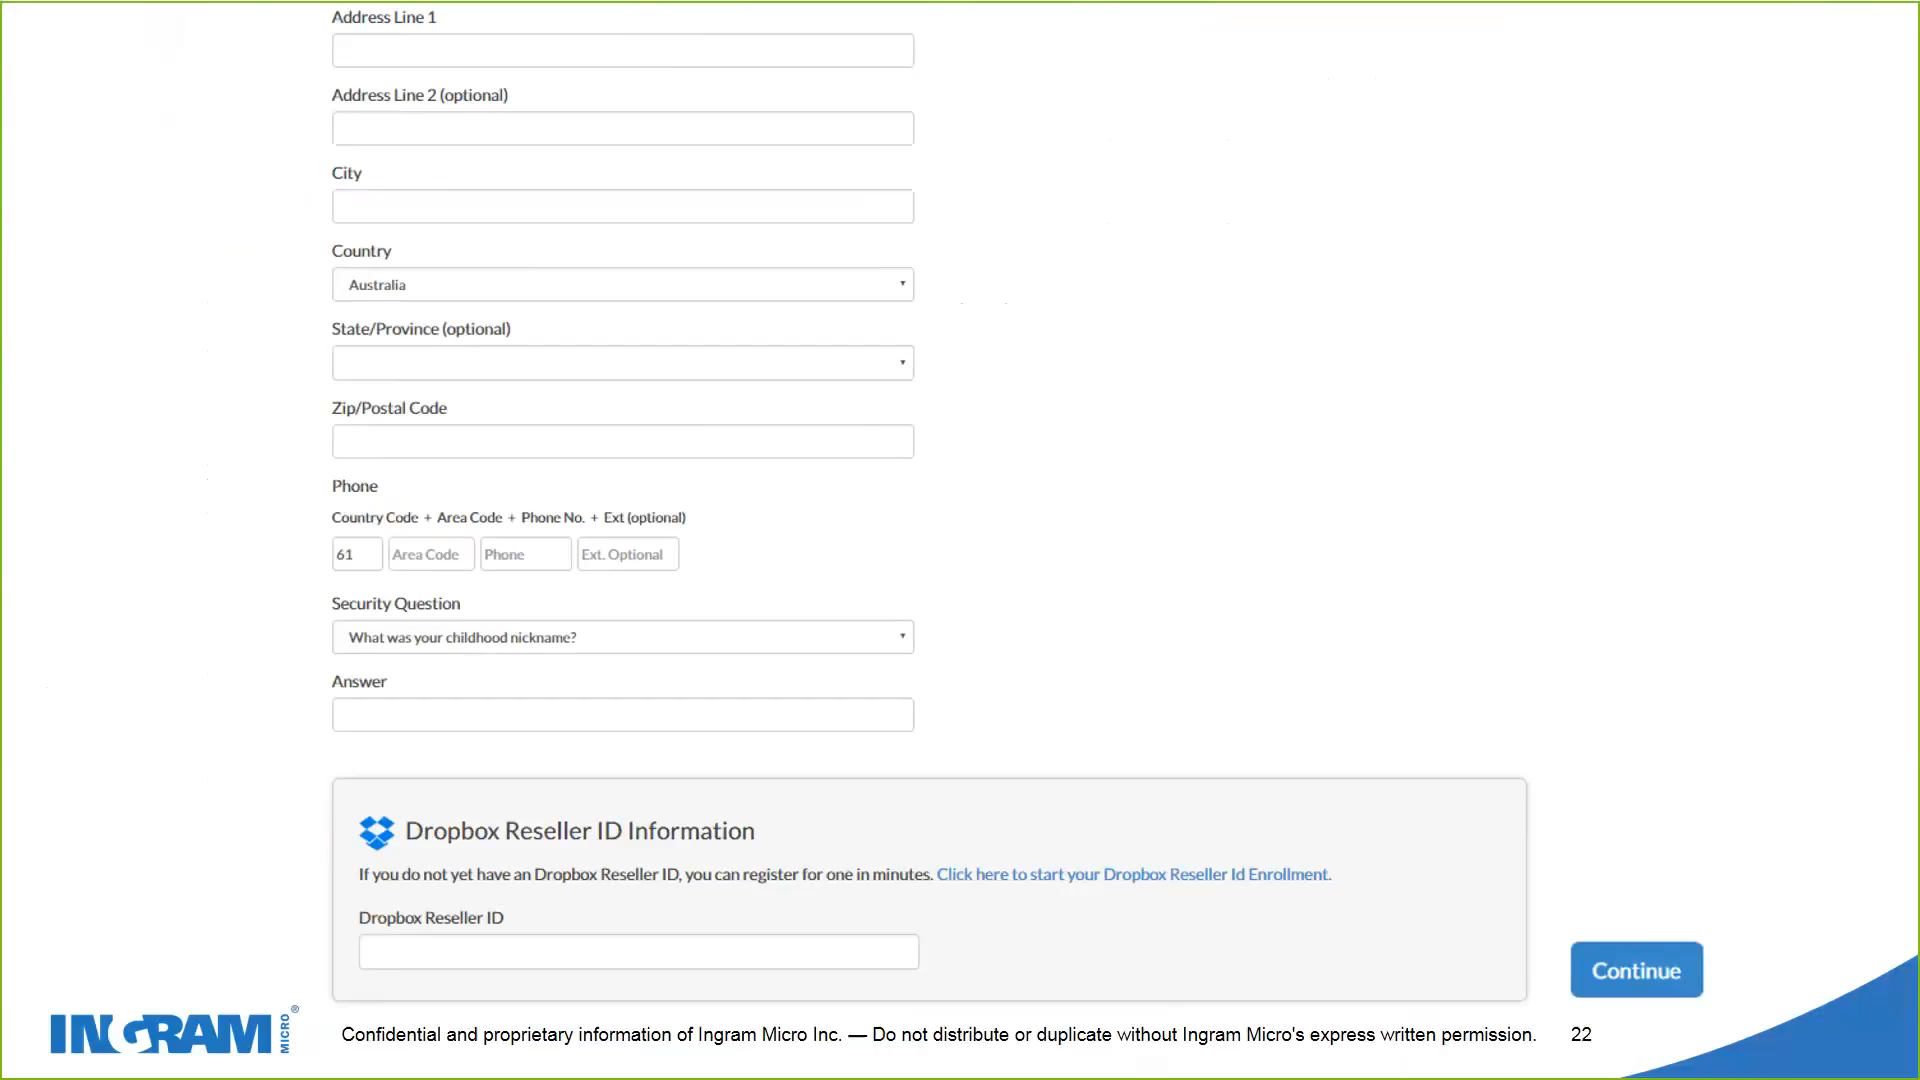 Address Line 1
Address Line 2 (optional)
City
Country
Australia
State/Province (optional)
Zip/Postal Code
Phone
Country Code + Area Code + Phone No. + Ext (optional)
61 Area Code Phone Ext. Optional
Security Question
What was your childhood nickname?
Answer
Dropbox Reseller ID Information
If you do not yet have an Dropbox Reseller ID, you can register for one in minutes. Click here to start your Dropbox Reseller Id Enrollment.
Dropbox Reseller ID
Continue
INGRAM MICRO®
Confidential and proprietary information of Ingram Micro Inc. — Do not distribute or duplicate without Ingram Micro's express written permission. 22